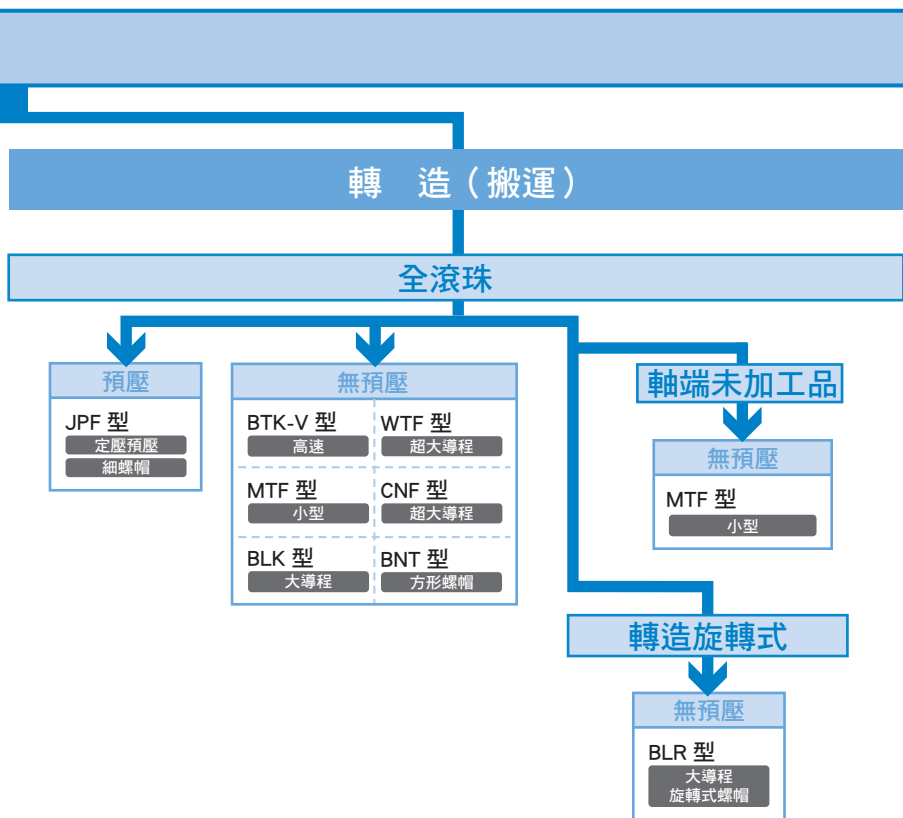 轉　造（搬運）
全滾珠
預壓
JPF 型
定壓預壓
細螺帽
無預壓
BTK-V 型
高速
WTF 型
超大導程
MTF 型
小型
CNF 型
超大導程
BLK 型
大導程
BNT 型
方形螺帽
軸端未加工品
無預壓
MTF 型
小型
轉造旋轉式
無預壓
BLR 型
大導程
旋轉式螺帽